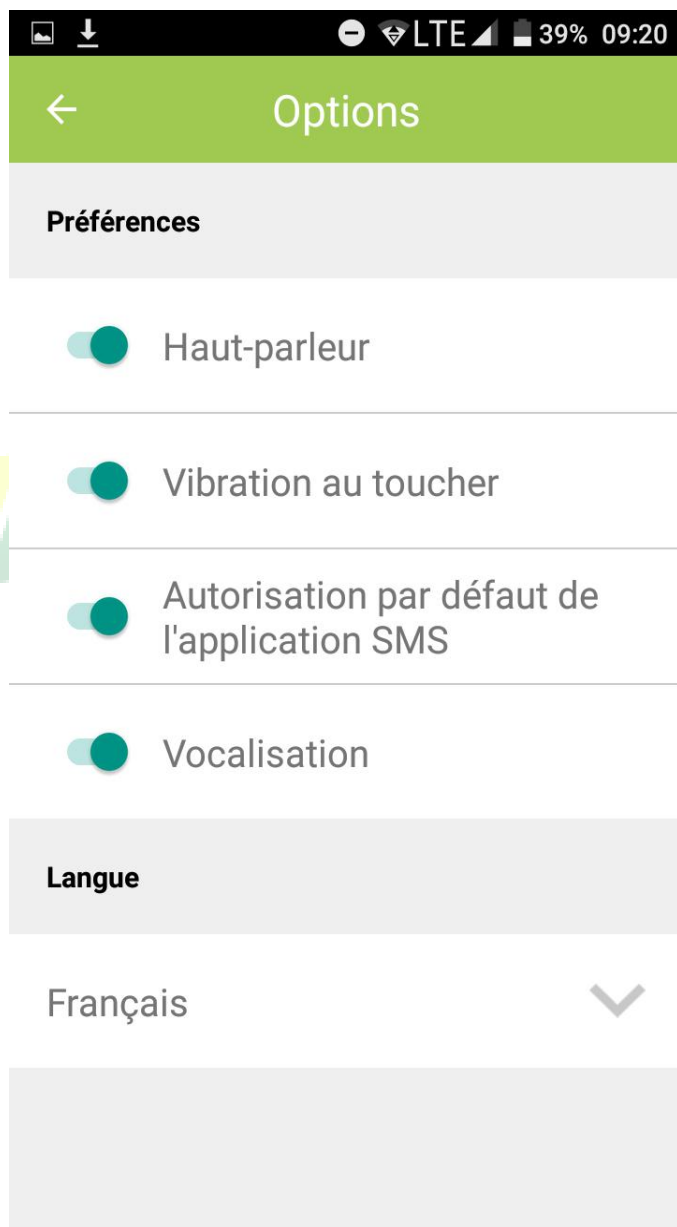 LTE 39% 09:20
Options
Préférences
Haut-parleur
Vibration au toucher
Autorisation par défaut de
l'application SMS
Vocalisation
Langue
Français